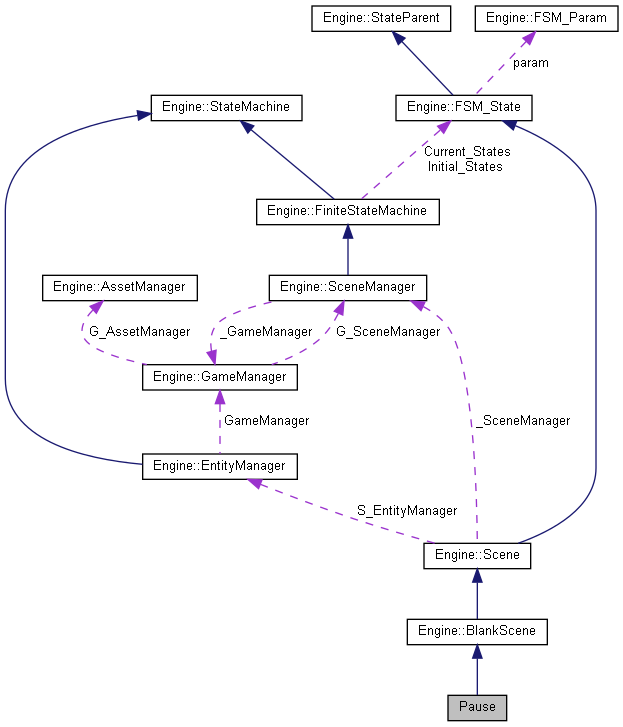 Engine::StateParent
Engine::FSM_Param
param
Engine::StateMachine
Engine::FSM_State
Current_States
Initial_States
Engine::FiniteStateMachine
Engine::AssetManager
Engine::SceneManager
G_AssetManager
_GameManager
G_SceneManager
Engine::GameManager
GameManager
_SceneManager
Engine::EntityManager
S_EntityManager
Engine::Scene
Engine::BlankScene
Pause